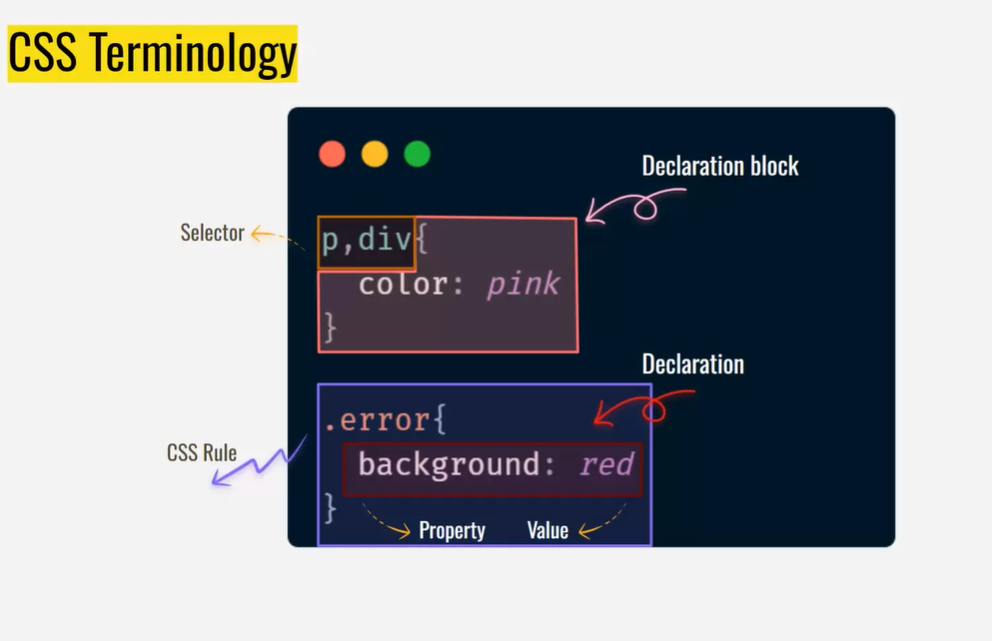 CSS Terminology
Declaration block
Selector
p,div{
color: pink
}
Declaration
.error{
CSS Rule
background: red
}
Property
Value